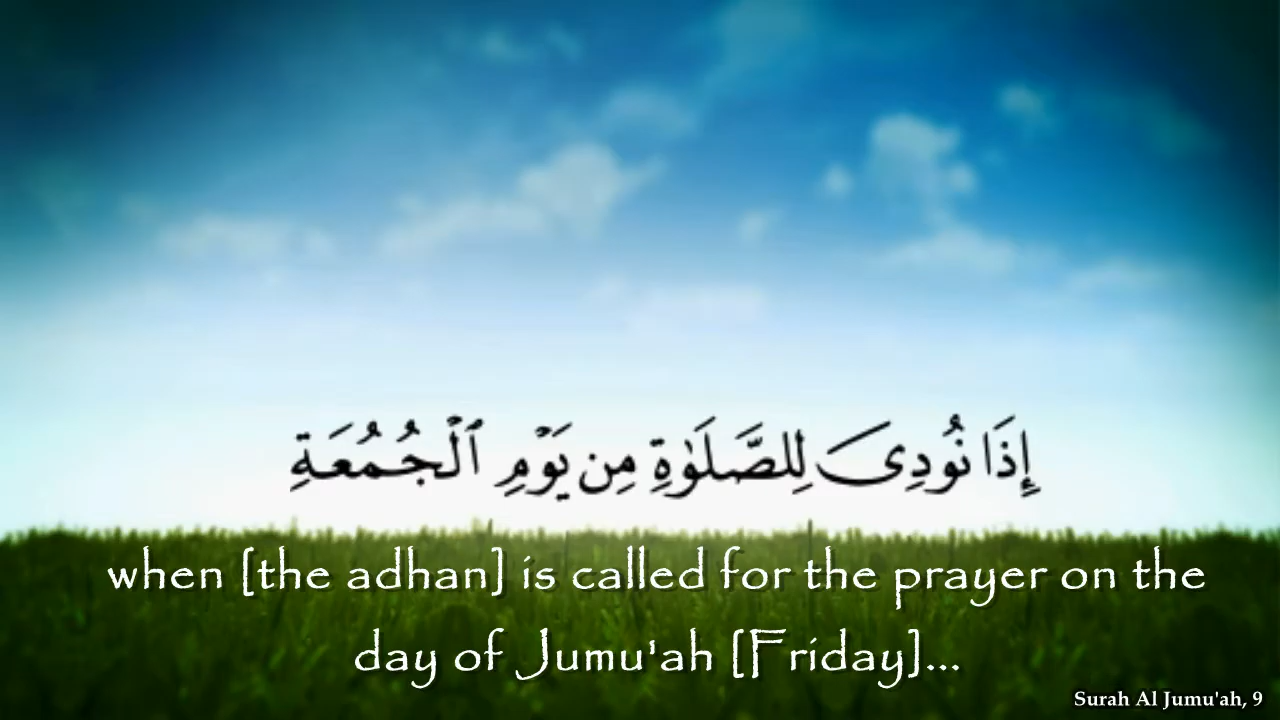 إِذَا نُودِىَ لِلصَّلَوٰةِ مِن يَوْمِ ٱلْجُمُعَةِ
when [the adhan] is called for the prayer on the
day of Jumu'ah [Friday]...
Surah Al Jumu'ah, 9